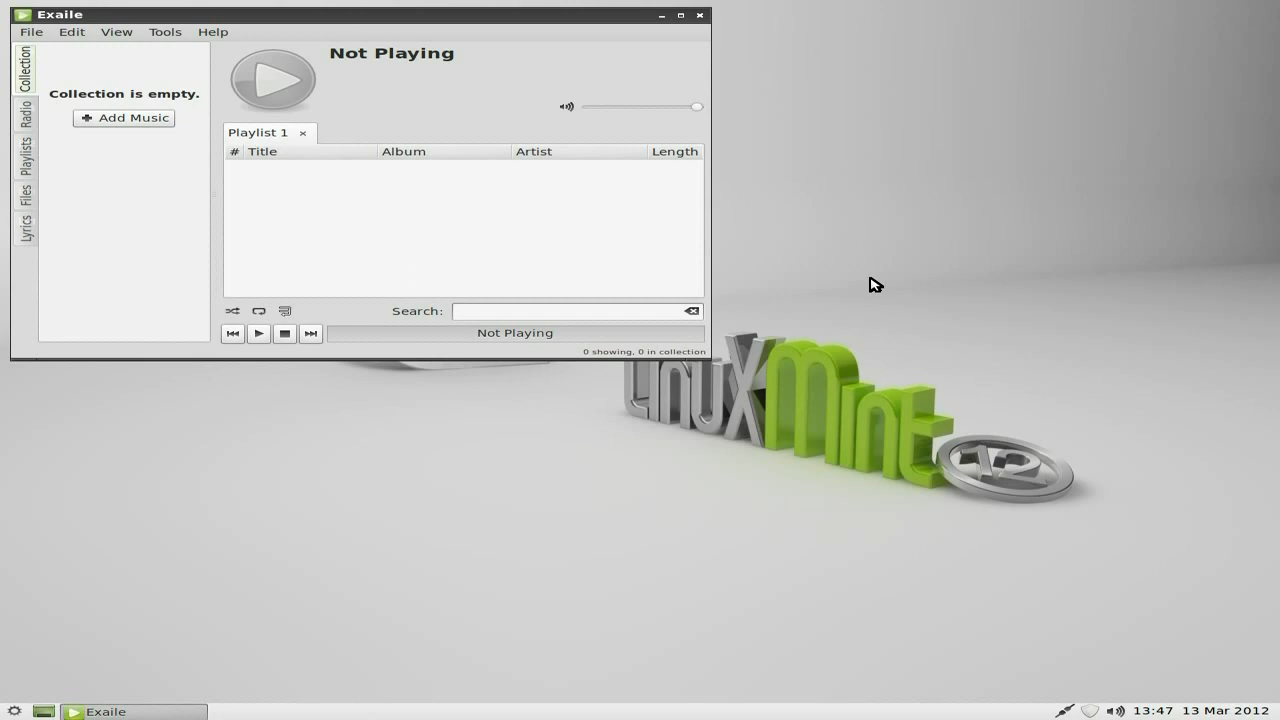 Exaile
File Edit View Tools Help
Collection
Radio
Playlists
Files
Lyrics
Collection is empty.
Add Music
Not Playing
Playlist 1
# Title Album Artist Length
Search:
Not Playing
0 showing, 0 in collection
LinuxMint
12
Exaile
13:47 13 Mar 2012